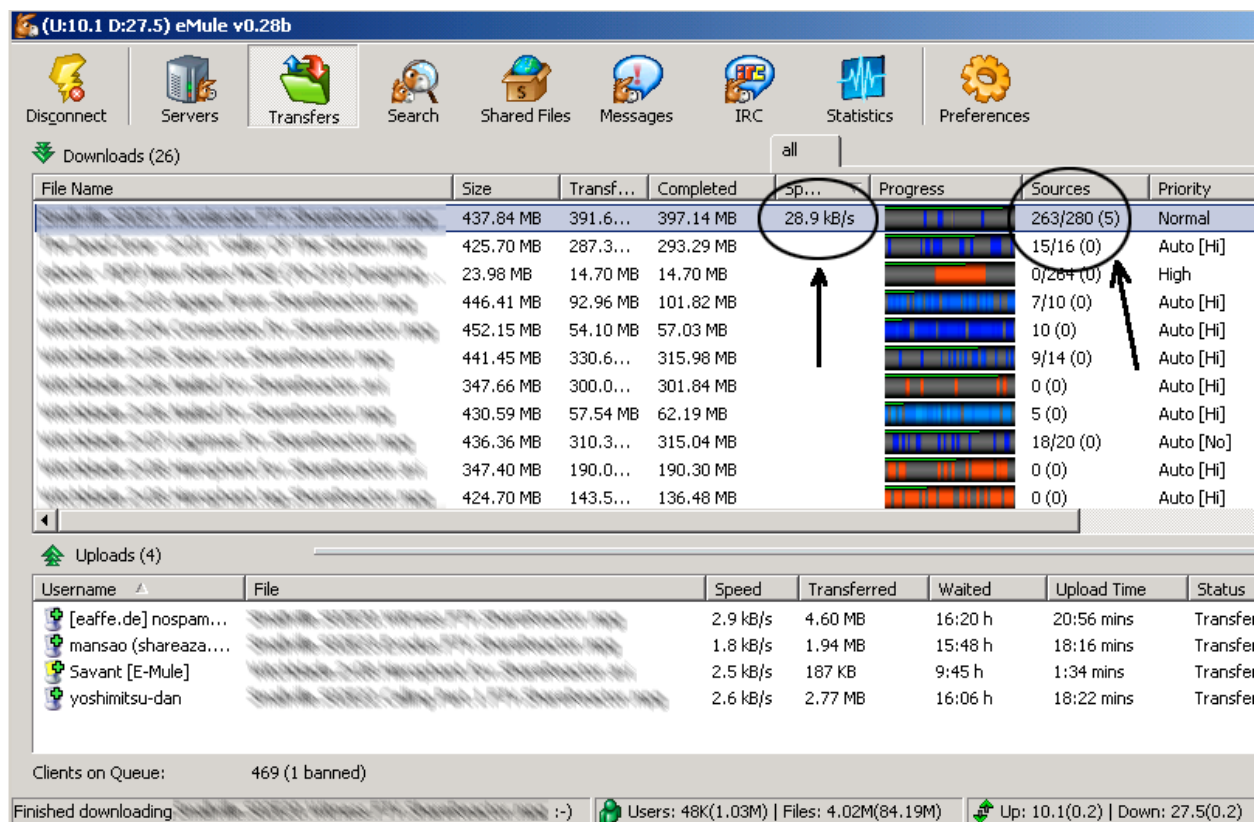 (U:10.1 D:27.5) eMule v0.28b
Disconnect Servers Transfers Search Shared Files Messages IRC Statistics Preferences
Downloads (26) all
File Name Size Transf... Completed Sp... Progress Sources Priority
437.84 MB 391.6... 397.14 MB 28.9 kB/s 263/280 (5) Normal
425.70 MB 287.3... 293.29 MB 15/16 (0) Auto [Hi]
23.98 MB 14.70 MB 14.70 MB 0/284 (0) High
446.41 MB 92.96 MB 101.82 MB 7/10 (0) Auto [Hi]
452.15 MB 54.10 MB 57.03 MB 10 (0) Auto [Hi]
441.45 MB 330.6... 315.98 MB 9/14 (0) Auto [Hi]
347.66 MB 300.0... 301.84 MB 0 (0) Auto [Hi]
430.59 MB 57.54 MB 62.19 MB 5 (0) Auto [Hi]
436.36 MB 310.3... 315.04 MB 18/20 (0) Auto [No]
347.40 MB 190.0... 190.30 MB 0 (0) Auto [Hi]
424.70 MB 143.5... 136.48 MB 0 (0) Auto [Hi]
Uploads (4)
Username File Speed Transferred Waited Upload Time Status
[eaffe.de] nospam... 2.9 kB/s 4.60 MB 16:20 h 20:56 mins Transfer
mansao (shareaza.... 1.8 kB/s 1.94 MB 15:48 h 18:16 mins Transfer
Savant [E-Mule] 2.5 kB/s 187 KB 9:45 h 1:34 mins Transfer
yoshimitsu-dan 2.6 kB/s 2.77 MB 16:06 h 18:22 mins Transfer
Clients on Queue: 469 (1 banned)
Finished downloading :-) Users: 48K(1.03M) | Files: 4.02M(84.19M) Up: 10.1(0.2) | Down: 27.5(0.2)